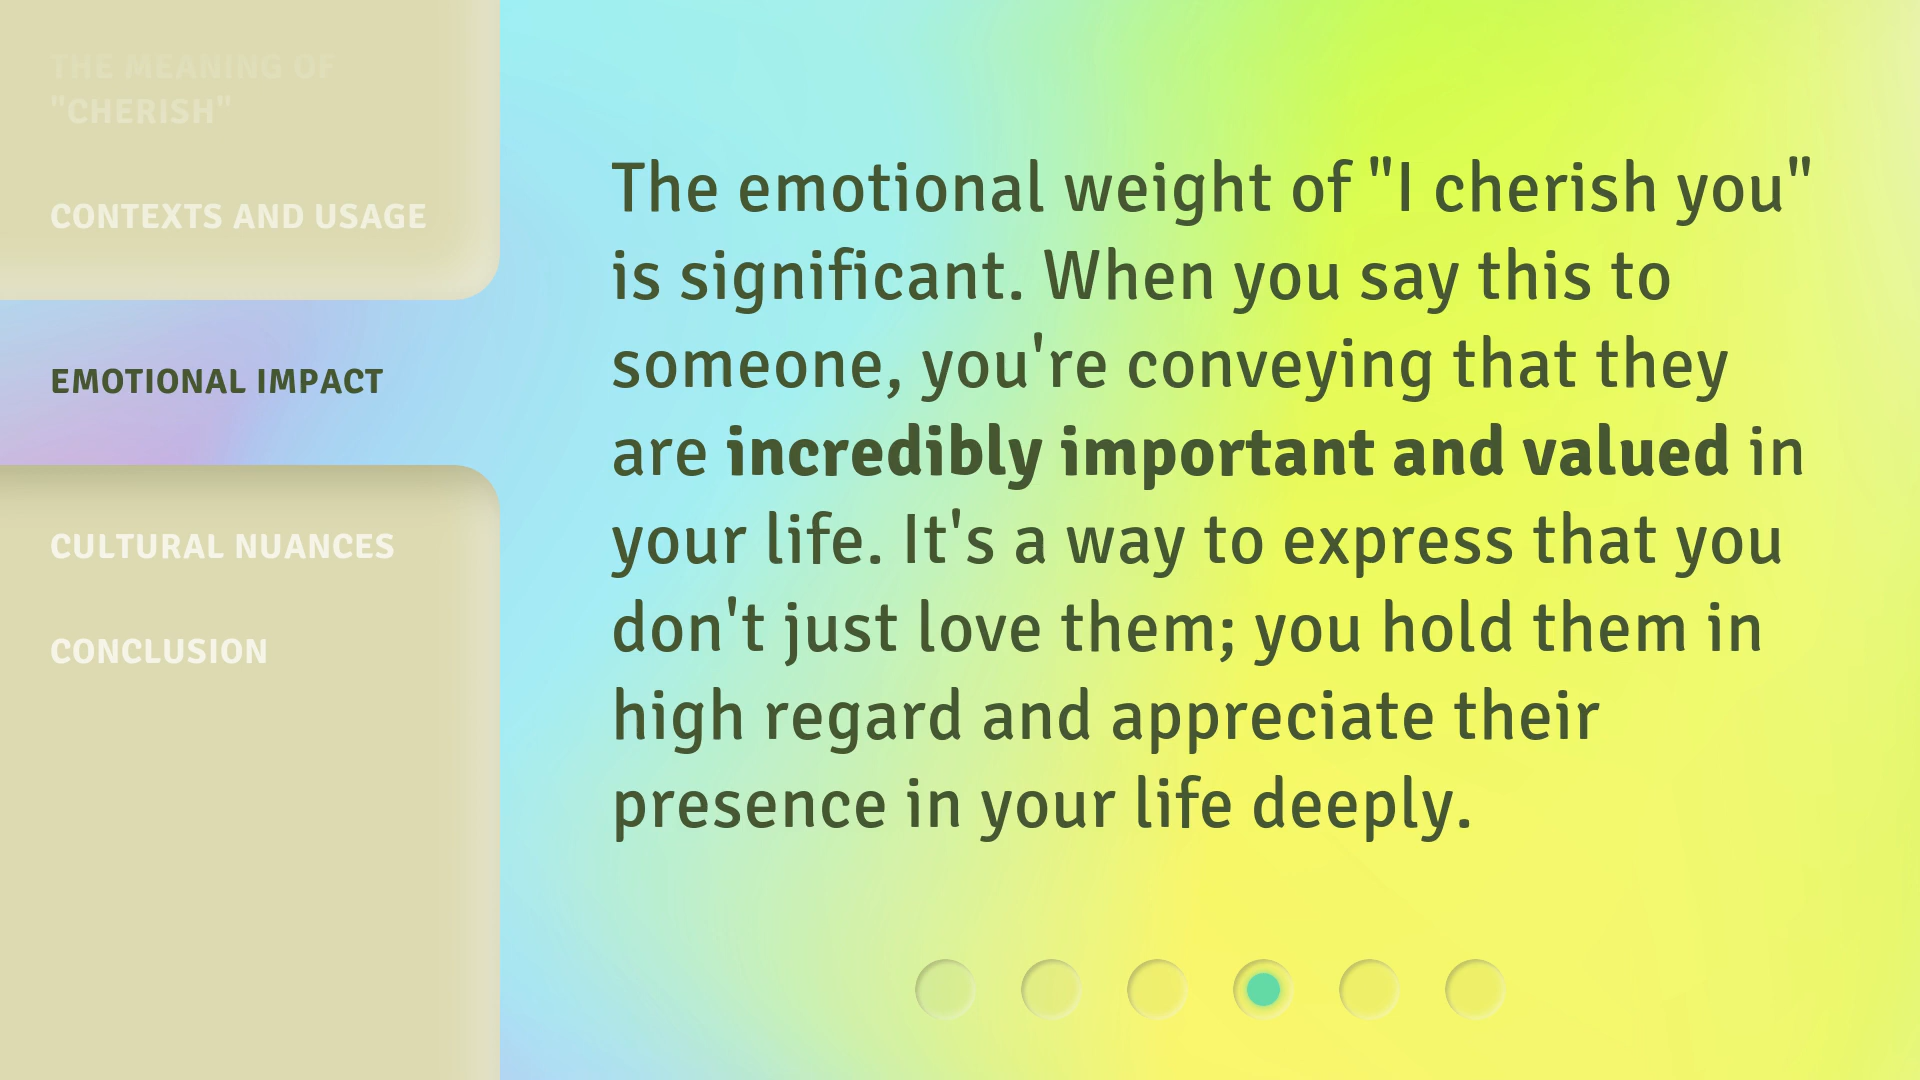 THE MEANING OF
"CHERISH"
CONTEXTS AND USAGE
EMOTIONAL IMPACT
CULTURAL NUANCES
CONCLUSION
The emotional weight of "I cherish you"
is significant. When you say this to
someone, you're conveying that they
are incredibly important and valued in
your life. It's a way to express that you
don't just love them; you hold them in
high regard and appreciate their
presence in your life deeply.